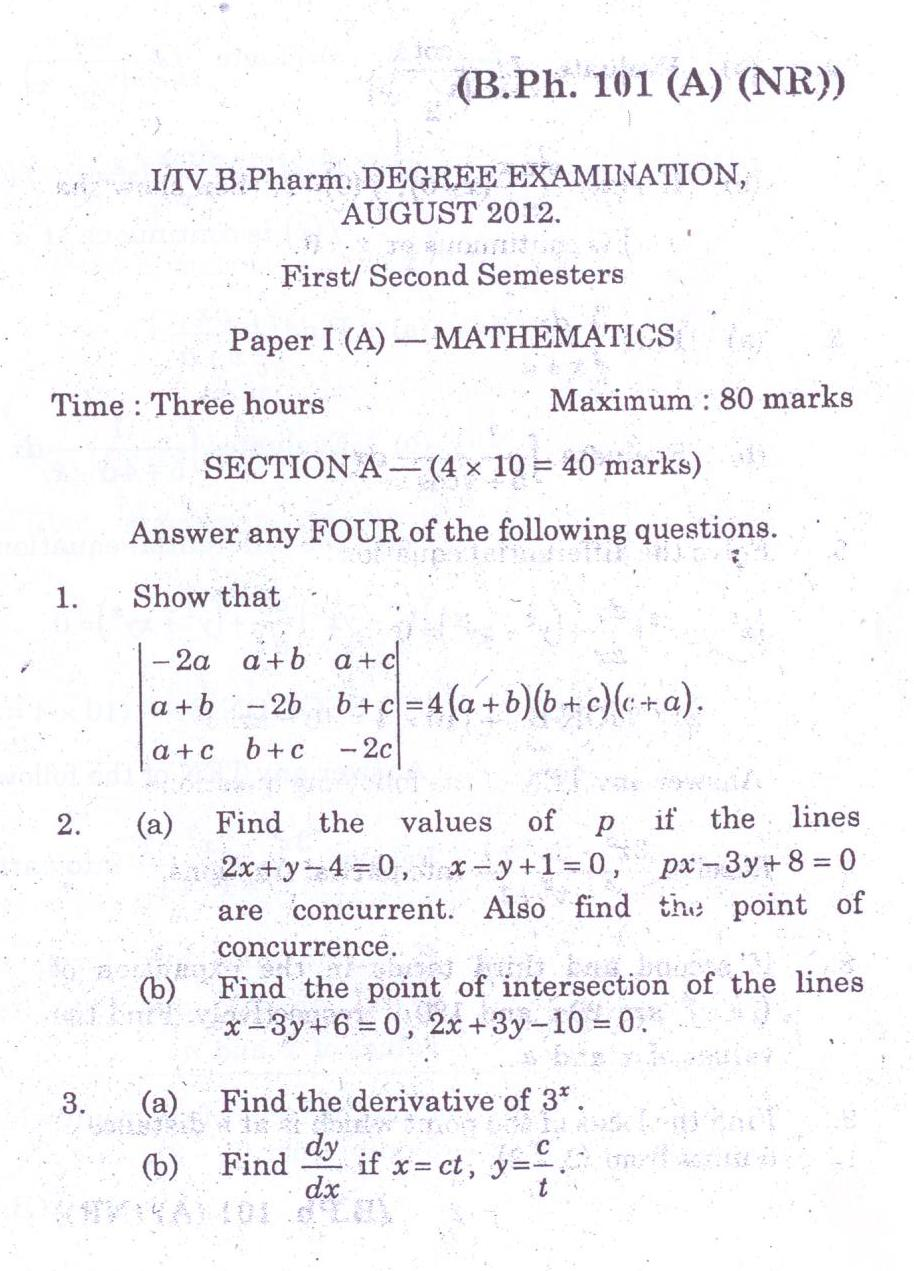 (B.Ph. 101 (A) (NR))
I/IV B.Pharm. DEGREE EXAMINATION,
AUGUST 2012.
First/ Second Semesters
Paper I (A) — MATHEMATICS
Time : Three hours Maximum : 80 marks
SECTION A — (4 × 10 = 40 marks)
Answer any FOUR of the following questions.
1. Show that
|−2a a+b a+c|
|a+b −2b b+c| = 4(a+b)(b+c)(c+a).
|a+c b+c −2c|
2. (a) Find the values of p if the lines
2x+y−4=0, x−y+1=0, px−3y+8=0
are concurrent. Also find the point of
concurrence.
(b) Find the point of intersection of the lines
x−3y+6=0, 2x+3y−10=0.
3. (a) Find the derivative of 3ˣ.
(b) Find dy/dx if x=ct, y=c/t.